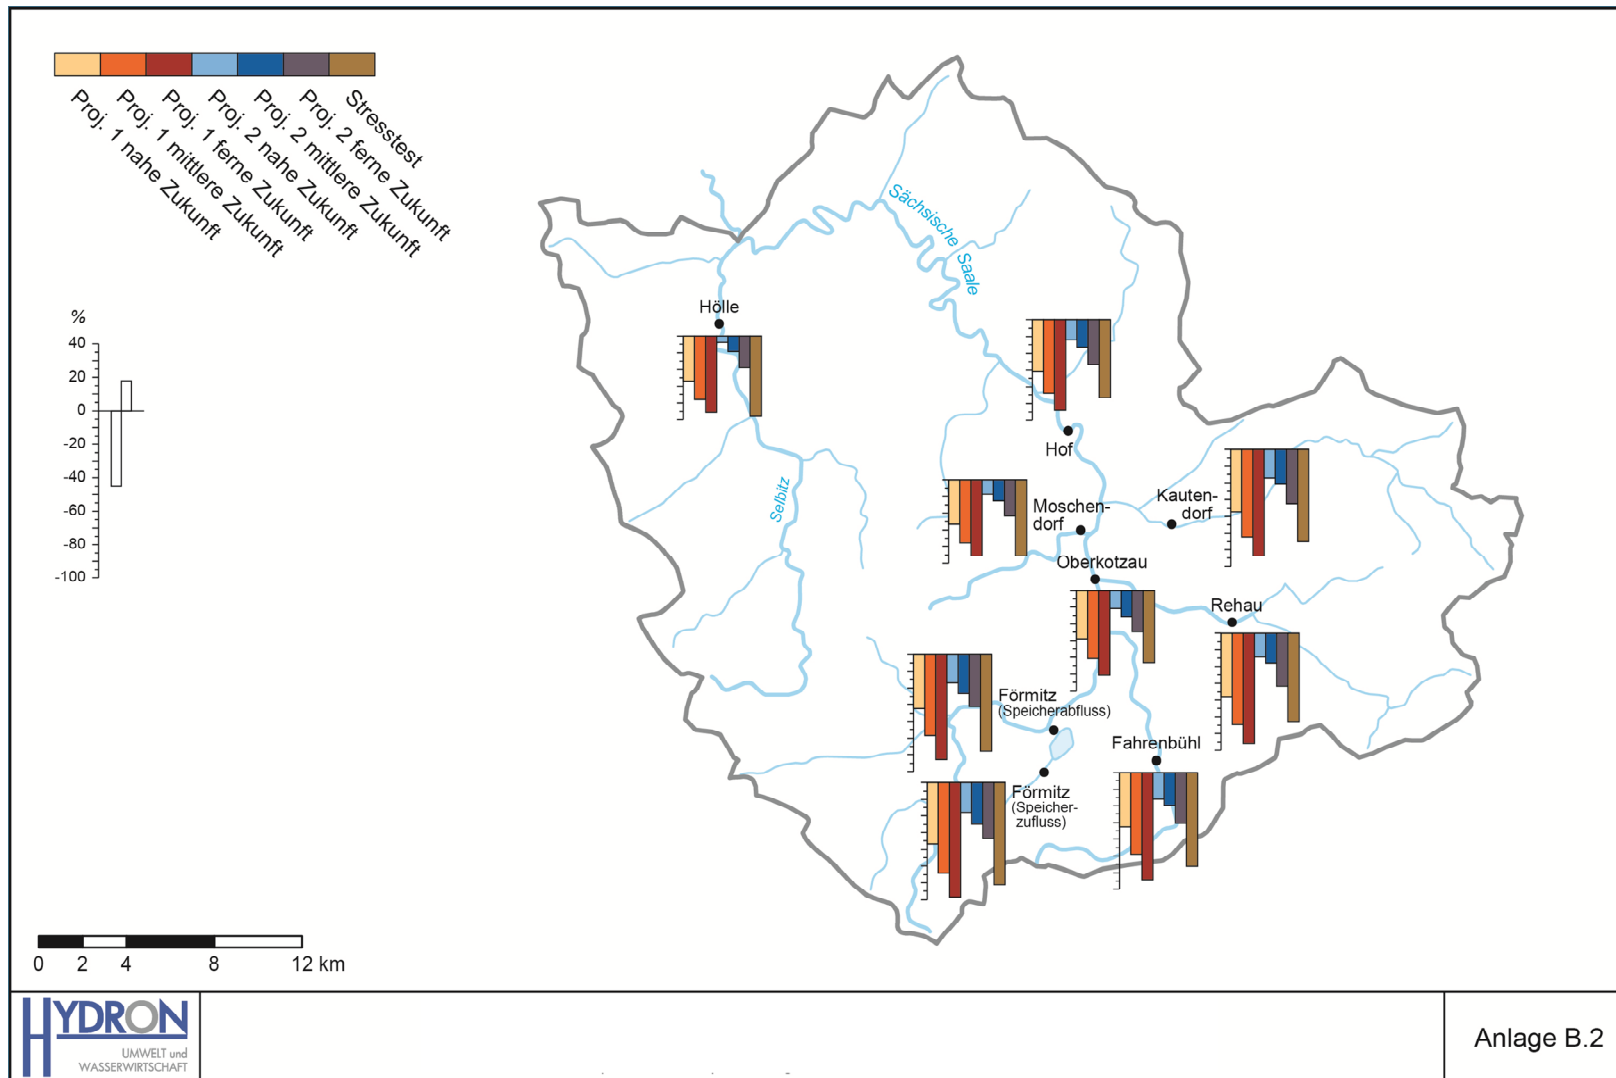 Proj. 1 nahe Zukunft
Proj. 1 mittlere Zukunft
Proj. 1 ferne Zukunft
Proj. 2 nahe Zukunft
Proj. 2 mittlere Zukunft
Proj. 2 ferne Zukunft
Stresstest
%
40
20
0
-20
-40
-60
-80
-100
Sächsische Saale
Hölle
Hof
Selbitz
Moschen-
dorf
Kauten-
dorf
Oberkotzau
Rehau
Förmitz
(Speicherabfluss)
Fahrenbühl
Förmitz
(Speicher-
zufluss)
0 2 4 8 12 km
HYDRON
UMWELT und
WASSERWIRTSCHAFT
Anlage B.2